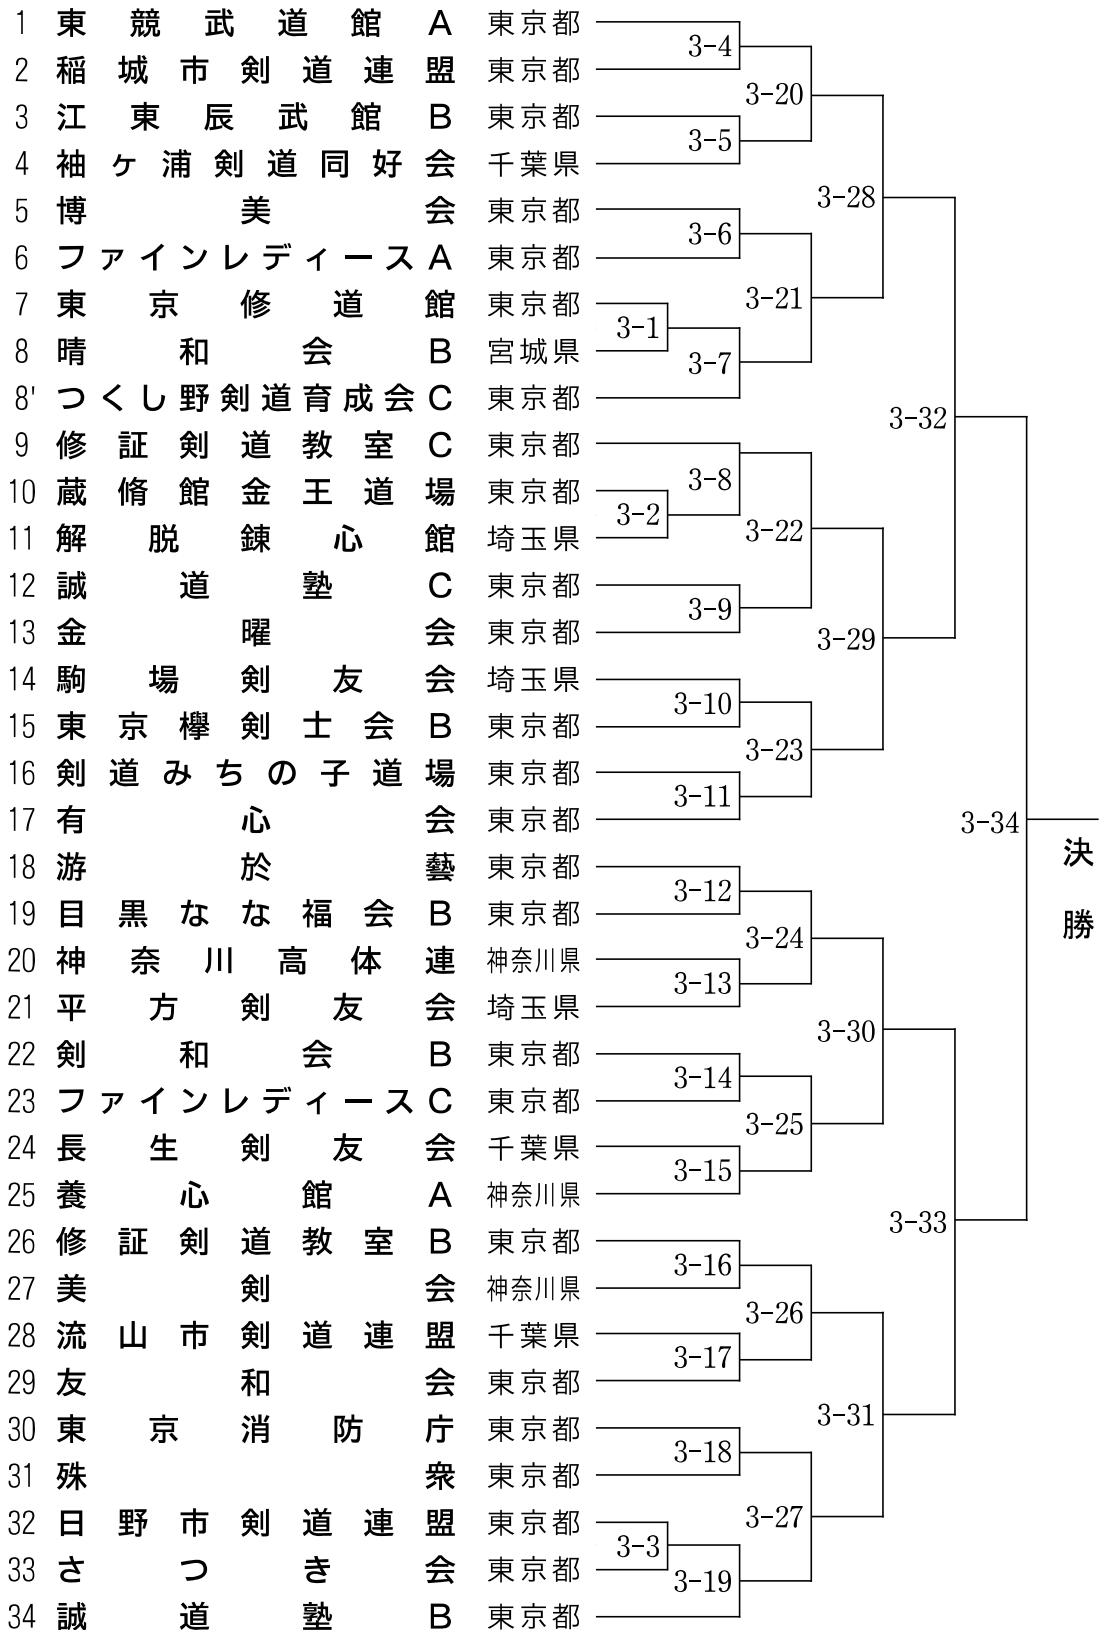 1 東競武道館A 東京都
3-4
2 稲城市剣道連盟 東京都
3-20
3 江東辰武館B 東京都
3-5
4 袖ヶ浦剣道同好会 千葉県
3-28
5 博美会 東京都
3-6
6 ファインレディースA 東京都
3-21
7 東京修道館 東京都
3-1
8 晴和会B 宮城県
3-7
8' つくし野剣道育成会C 東京都
3-32
9 修証剣道教室C 東京都
3-8
10 蔵脩館金王道場 東京都
3-2
11 解脱錬心館 埼玉県
3-22
12 誠道塾C 東京都
3-9
13 金曜会 東京都
3-29
14 駒場剣友会 埼玉県
3-10
15 東京欅剣士会B 東京都
3-23
16 剣道みちの子道場 東京都
3-11
17 有心会 東京都
3-34
決勝
18 游於藝 東京都
3-12
19 目黒なな福会B 東京都
3-24
20 神奈川高体連 神奈川県
3-13
21 平方剣友会 埼玉県
3-30
22 剣和会B 東京都
3-14
23 ファインレディースC 東京都
3-25
24 長生剣友会 千葉県
3-15
25 養心館A 神奈川県
3-33
26 修証剣道教室B 東京都
3-16
27 美剣会 神奈川県
3-26
28 流山市剣道連盟 千葉県
3-17
29 友和会 東京都
3-31
30 東京消防庁 東京都
3-18
31 殊衆 東京都
3-27
32 日野市剣道連盟 東京都
3-3
33 さつき会 東京都
3-19
34 誠道塾B 東京都